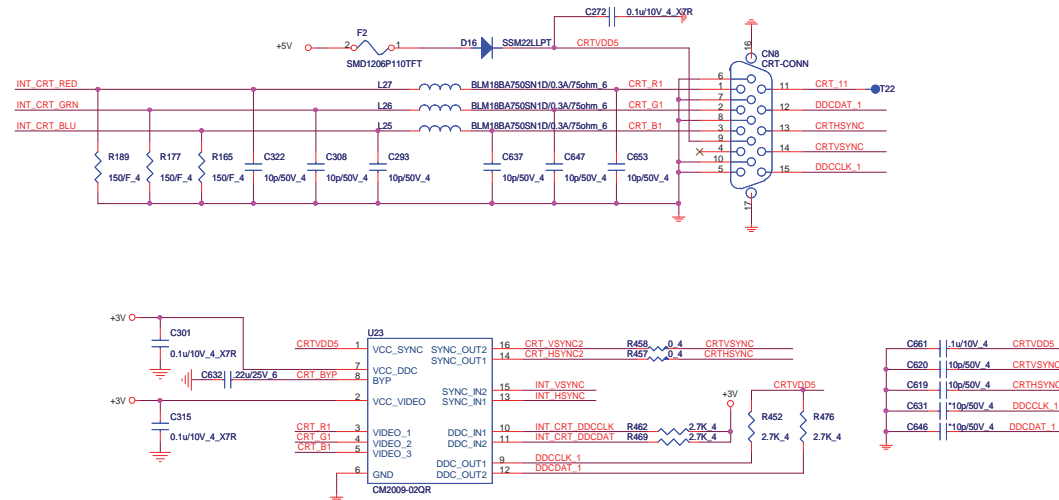 C272 0.1u/10V_4_X7R
F2
D16 SSM22LLPT CRTVDD5
+5V 2 1
SMD1206P110TFT
16
CN8
CRT-CONN
INT_CRT_RED L27 BLM18BA750SN1D/0.3A/75ohm_6 CRT_R1
INT_CRT_GRN L26 BLM18BA750SN1D/0.3A/75ohm_6 CRT_G1
INT_CRT_BLU L25 BLM18BA750SN1D/0.3A/75ohm_6 CRT_B1
6
1 11 CRT_11 T22
7
2 12 DDCDAT_1
8
3 13 CRTHSYNC
9
4 14 CRTVSYNC
10
5 15 DDCCLK_1
17
R189 R177 R165 C322 C308 C293 C637 C647 C653
150/F_4 150/F_4 150/F_4 10p/50V_4 10p/50V_4 10p/50V_4 10p/50V_4 10p/50V_4 10p/50V_4
+3V
C301
0.1u/10V_4_X7R
C632 .22u/25V_6 CRT_BYP
+3V
C315
0.1u/10V_4_X7R
U23
CRTVDD5 1 VCC_SYNC SYNC_OUT2 16 CRT_VSYNC2 R458 0_4 CRTVSYNC
SYNC_OUT1 14 CRT_HSYNC2 R457 0_4 CRTHSYNC
7 VCC_DDC
8 BYP
SYNC_IN2 15 INT_VSYNC
2 VCC_VIDEO SYNC_IN1 13 INT_HSYNC
CRT_R1 3 VIDEO_1 DDC_IN1 10 INT_CRT_DDCCLK R462 2.7K_4
CRT_G1 4 VIDEO_2 DDC_IN2 11 INT_CRT_DDCDAT R469 2.7K_4
CRT_B1 5 VIDEO_3
DDC_OUT1 9 DDCCLK_1
6 GND DDC_OUT2 12 DDCDAT_1
CM2009-02QR
+3V
CRTVDD5
R452 R476
2.7K_4 2.7K_4
C661 .1u/10V_4 CRTVDD5
C620 10p/50V_4 CRTVSYNC
C619 10p/50V_4 CRTHSYNC
C631 *10p/50V_4 DDCCLK_1
C646 *10p/50V_4 DDCDAT_1